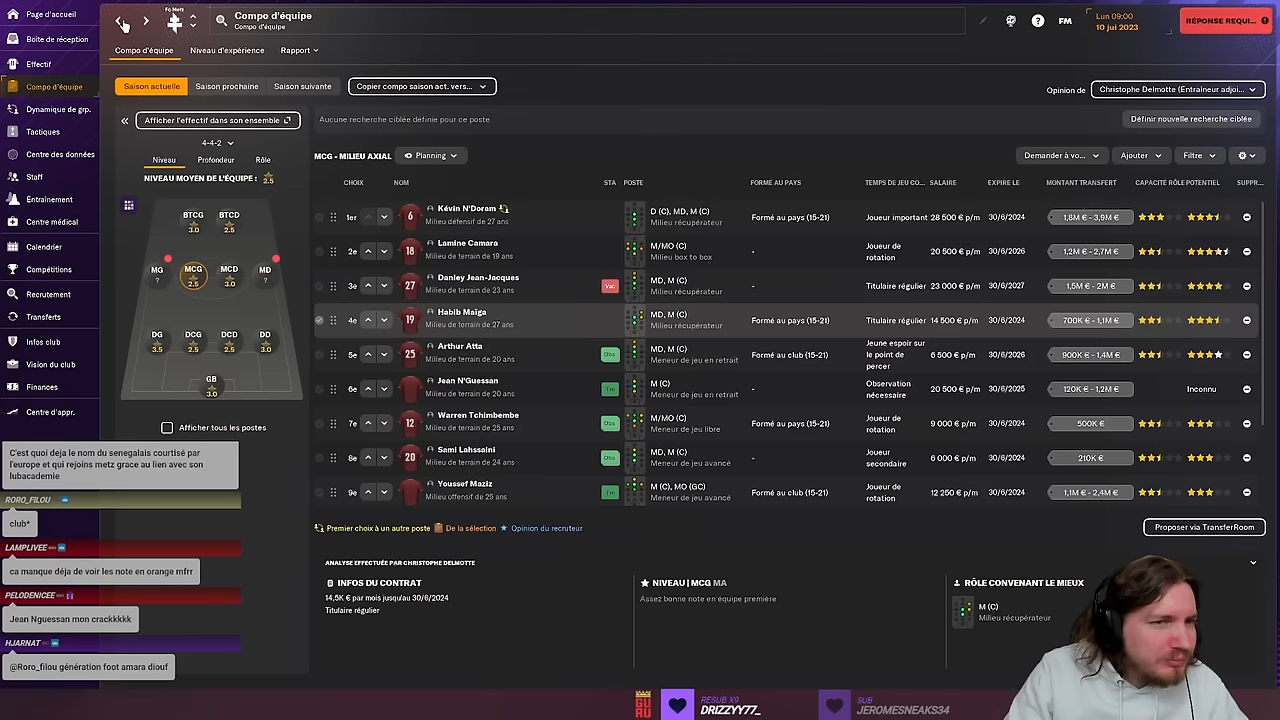 Page d'accueil
Boîte de réception
Effectif
Compo d'équipe
Dynamique de grp.
Tactiques
Centre des données
Staff
Entraînement
Centre médical
Calendrier
Compétitions
Recrutement
Transferts
Infos club
Vision du club
Finances
Centre d'appr.
Fc Metz
Compo d'équipe
Compo d'équipe
FM
Lun 09:00
10 jui 2023
RÉPONSE REQUI...
Compo d'équipe
Niveau d'expérience
Rapport
Saison actuelle
Saison prochaine
Saison suivante
Copier compo saison act. vers...
Opinion de
Christophe Delmotte (Entraîneur adjoi...
Afficher l'effectif dans son ensemble
Aucune recherche ciblée définie pour ce poste
Définir nouvelle recherche ciblée
4-4-2
Niveau
Profondeur
Rôle
NIVEAU MOYEN DE L'ÉQUIPE : 2.5
BTCG
3.0
BTCD
2.5
MG
?
MCG
2.5
MCD
3.0
MD
?
DG
3.5
DCG
2.5
DCD
2.5
DD
3.0
GB
3.0
Afficher tous les postes
MCG - MILIEU AXIAL
Planning
Demander à vo...
Ajouter
Filtre
CHOIX NOM STA POSTE FORMÉ AU PAYS TEMPS DE JEU CO... SALAIRE EXPIRE LE MONTANT TRANSFERT CAPACITÉ RÔLE POTENTIEL SUPPR...
1er 6 Kévin N'Doram
Milieu défensif de 27 ans
D (C), MD, M (C)
Milieu récupérateur
Formé au pays (15-21) Joueur important 28 500 € p/m 30/6/2024 1,8M € - 3,9M €
2e 18 Lamine Camara
Milieu de terrain de 19 ans
M/MO (C)
Milieu box to box
- Joueur de rotation 20 500 € p/m 30/6/2026 1,2M € - 2,7M €
3e 27 Danley Jean-Jacques
Milieu de terrain de 23 ans
Vac
MD, M (C)
Milieu récupérateur
- Titulaire régulier 23 000 € p/m 30/6/2027 1,5M € - 2M €
4e 19 Habib Maïga
Milieu de terrain de 27 ans
MD, M (C)
Milieu récupérateur
Formé au pays (15-21) Titulaire régulier 14 500 € p/m 30/6/2024 700K € - 1,1M €
5e 25 Arthur Atta
Milieu de terrain de 20 ans
Obs
MD, M (C)
Meneur de jeu en retrait
Formé au club (15-21) Jeune espoir sur le point de percer 6 500 € p/m 30/6/2026 900K € - 1,4M €
6e Jean N'Guessan
Milieu de terrain de 20 ans
Trn
M (C)
Meneur de jeu en retrait
Formé au pays (15-21) Observation nécessaire 20 500 € p/m 30/6/2025 120K € - 1,2M € Inconnu
7e 12 Warren Tchimbembe
Milieu de terrain de 25 ans
Obs
M/MO (C)
Meneur de jeu libre
Formé au pays (15-21) Joueur de rotation 9 000 € p/m 30/6/2024 500K €
8e 20 Sami Lahssaini
Milieu de terrain de 24 ans
Obs
MD, M (C)
Meneur de jeu avancé
- Joueur secondaire 6 000 € p/m 30/6/2024 210K €
9e Youssef Maziz
Milieu offensif de 25 ans
Trn
M (C), MO (GC)
Meneur de jeu avancé
Formé au club (15-21) Joueur de rotation 12 250 € p/m 30/6/2024 1,1M € - 2,4M €
Premier choix à un autre poste De la sélection Opinion du recruteur
Proposer via TransferRoom
ANALYSE EFFECTUÉE PAR CHRISTOPHE DELMOTTE
INFOS DU CONTRAT
14,5K € par mois jusqu'au 30/6/2024
Titulaire régulier
NIVEAU | MCG MA
Assez bonne note en équipe première
RÔLE CONVENANT LE MIEUX
M (C)
Milieu récupérateur
C'est quoi deja le nom du senegalais courtisé par
l'europe et qui rejoins metz grace au lien avec son
lubacademie
RORO_FILOU
club*
LAMPLIVEE
ca manque déja de voir les note en orange mfrr
PELODENICEE
Jean Nguessan mon crackkkkk
HJARNAT
@Roro_filou génération foot amara diouf
GURU
RESUB X9
DRIZZYY77_
SUB
JEROMESNEAKS34